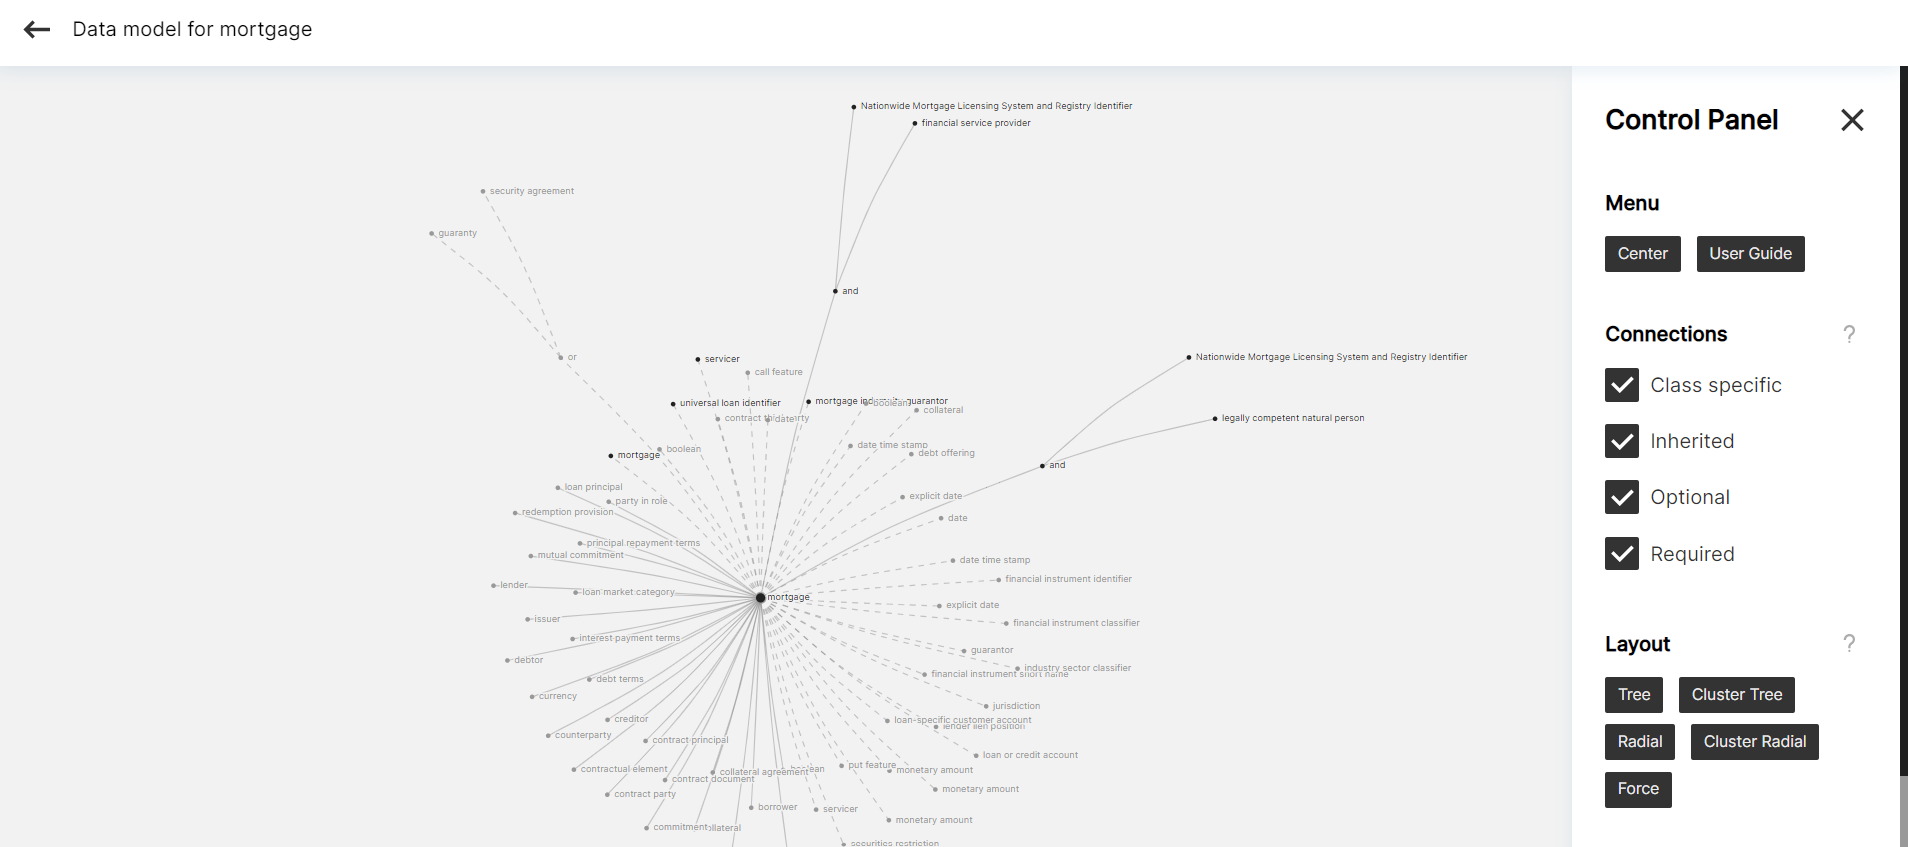 Data model for mortgage
Nationwide Mortgage Licensing System and Registry Identifier
financial service provider
security agreement
guaranty
and
or
servicer
call feature
Nationwide Mortgage Licensing System and Registry Identifier
universal loan identifier
mortgage indemnity guarantor
boolean
collateral
contract third party
date
legally competent natural person
boolean
date time stamp
debt offering
mortgage
and
loan principal
party in role
explicit date
redemption provision
date
principal repayment terms
mutual commitment
date time stamp
lender
loan market category
financial instrument identifier
mortgage
explicit date
issuer
financial instrument classifier
interest payment terms
guarantor
debtor
industry sector classifier
debt terms
financial instrument short name
currency
jurisdiction
creditor
loan-specific customer account
lender lien position
counterparty
contract principal
loan or credit account
contractual element
collateral agreement
boolean
put feature
monetary amount
contract document
contract party
monetary amount
borrower
servicer
commitment
collateral
monetary amount
securities restriction
Control Panel
Menu
Center
User Guide
Connections
?
Class specific
Inherited
Optional
Required
Layout
?
Tree
Cluster Tree
Radial
Cluster Radial
Force